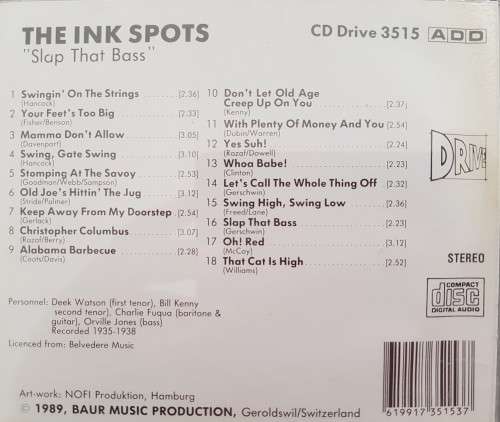 THE INK SPOTS
"Slap That Bass"
CD Drive 3515 ADD
1 Swingin' On The Strings [2.36]
(Hancock)
2 Your Feet's Too Big [2.33]
(Fisher/Benson)
3 Mamma Don't Allow [3.05]
(Davenport)
4 Swing, Gate Swing [3.10]
(Hancock)
5 Stomping At The Savoy [2.53]
(Goodman/Webb/Sampson)
6 Old Joe's Hittin' The Jug [3.12]
(Stride/Palmer)
7 Keep Away From My Doorstep [2.54]
(Gerlack)
8 Christopher Columbus [3.07]
(Razaf/Berry)
9 Alabama Barbecue [2.28]
(Coots/Davis)
10 Don't Let Old Age
Creep Up On You [2.37]
(Kenny)
11 With Plenty Of Money And You [2.54]
(Dubin/Warren)
12 Yes Suh! [2.24]
(Rozaf/Dowell)
13 Whoa Babe! [2.23]
(Clinton)
14 Let's Call The Whole Thing Off [2.32]
(Gerschwin)
15 Swing High, Swing Low [3.06]
(Freed/Lane)
16 Slap That Bass [2.23]
(Gerschwin)
17 Oh! Red [3.12]
(McCoy)
18 That Cat Is High [2.52]
(Williams)
DRIVE
STEREO
COMPACT
disc
DIGITAL AUDIO
Personnel: Deek Watson (first tenor), Bill Kenny
second tenor), Charlie Fuqua (baritone &
guitar), Orville Jones (bass)
Recorded 1935-1938
Licenced from: Belvedere Music
Art-work: NOFI Produktion, Hamburg
© 1989, BAUR MUSIC PRODUCTION, Geroldswil/Switzerland
619917 351537